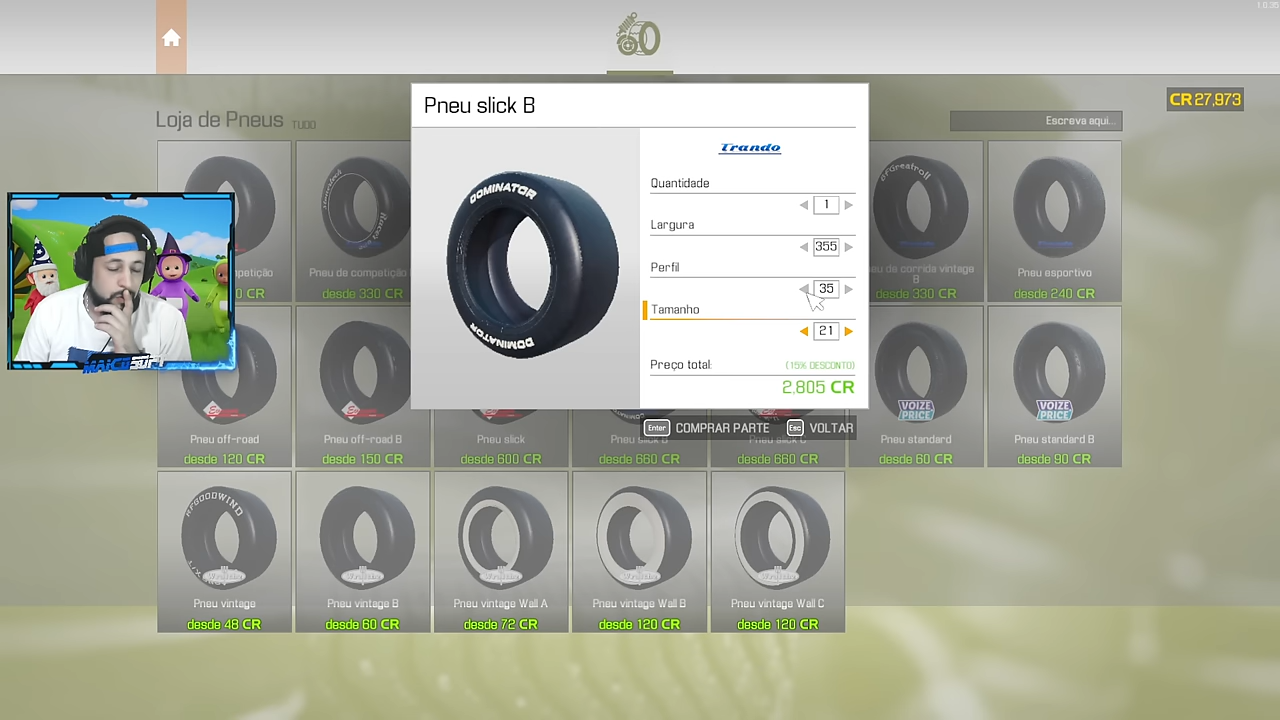 1.0.35
CR 27,973
Loja de Pneus TUDO
Escreva aqui...
Pneu slick B
Trando
Quantidade
1
Largura
355
Perfil
35
Tamanho
21
Preço total:
(15% DESCONTO)
2,805 CR
Enter COMPRAR PARTE Esc VOLTAR
DOMINATOR
DOMINATOR
Pneu de competição
desde 330 CR
desde 330 CR
Pneu esportivo
desde 240 CR
Pneu off-road
desde 120 CR
Pneu off-road B
desde 150 CR
Pneu slick
desde 600 CR
desde 660 CR
desde 660 CR
VOIZE PRICE
Pneu standard
desde 60 CR
VOIZE PRICE
Pneu standard B
desde 90 CR
Pneu vintage
desde 48 CR
Pneu vintage B
desde 60 CR
Pneu vintage Wall A
desde 72 CR
Pneu vintage Wall B
desde 120 CR
Pneu vintage Wall C
desde 120 CR